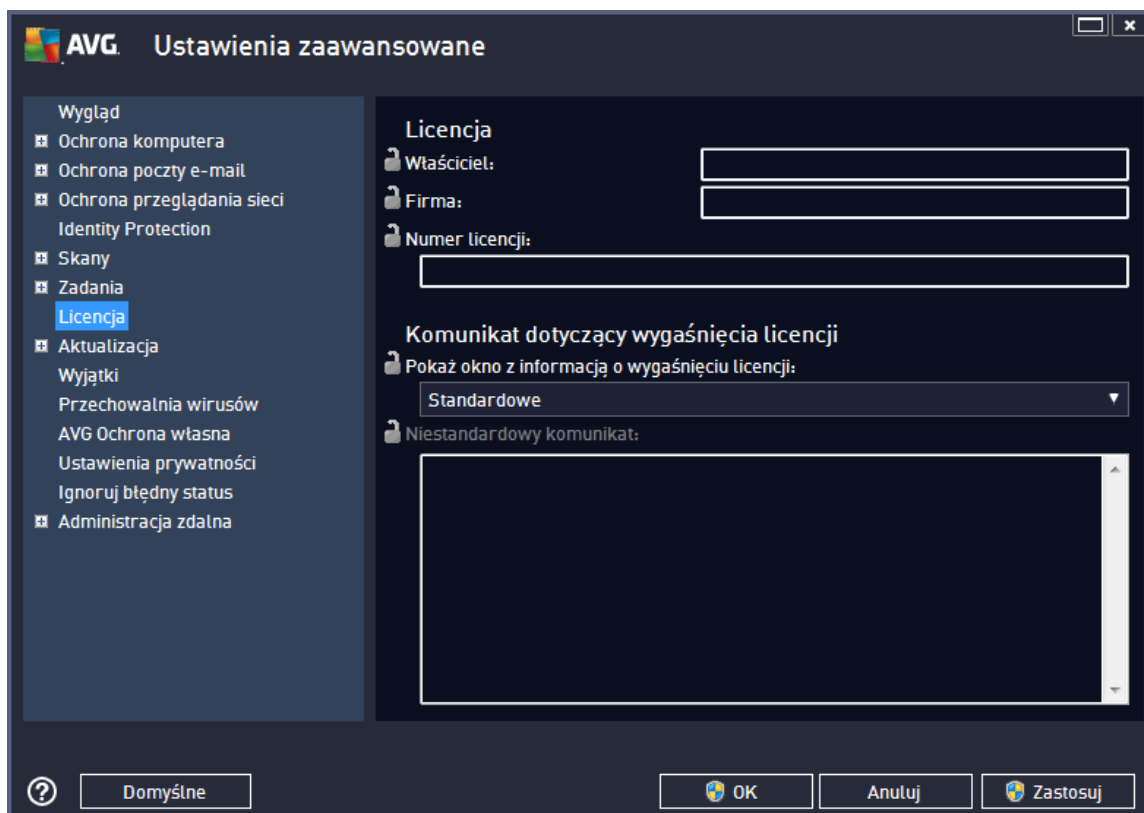 AVG. Ustawienia zaawansowane
Wygląd
Ochrona komputera
Ochrona poczty e-mail
Ochrona przeglądania sieci
Identity Protection
Skany
Zadania
Licencja
Aktualizacja
Wyjątki
Przechowalnia wirusów
AVG Ochrona własna
Ustawienia prywatności
Ignoruj błędny status
Administracja zdalna
Licencja
Właściciel:
Firma:
Numer licencji:
Komunikat dotyczący wygaśnięcia licencji
Pokaż okno z informacją o wygaśnięciu licencji:
Standardowe
Niestandardowy komunikat:
Domyślne
OK
Anuluj
Zastosuj